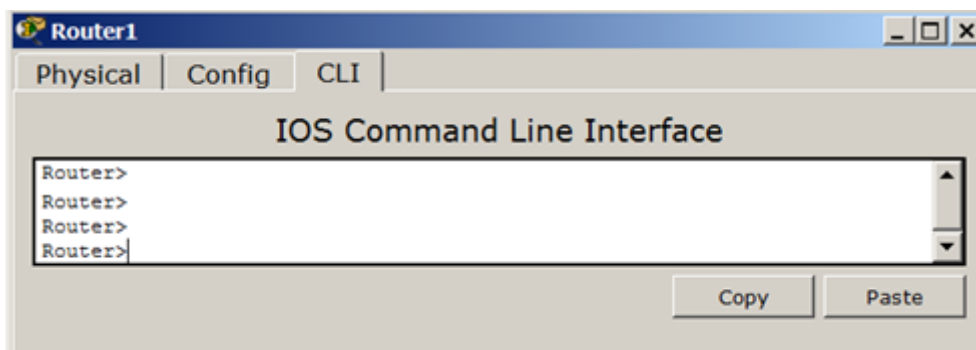 Router1
Physical Config CLI
IOS Command Line Interface
Router>
Router>
Router>
Router>
Copy Paste